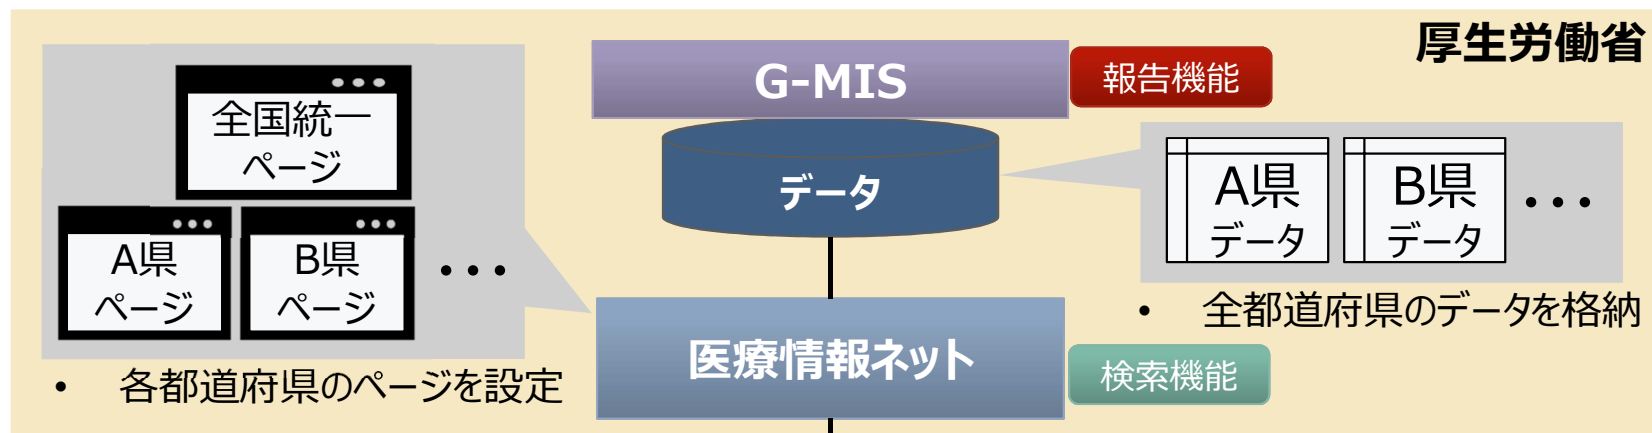 厚生労働省
全国統一
ページ
A県
ページ
B県
ページ
・・・
• 各都道府県のページを設定
G-MIS
報告機能
データ
A県
データ
B県
データ
・・・
• 全都道府県のデータを格納
医療情報ネット
検索機能